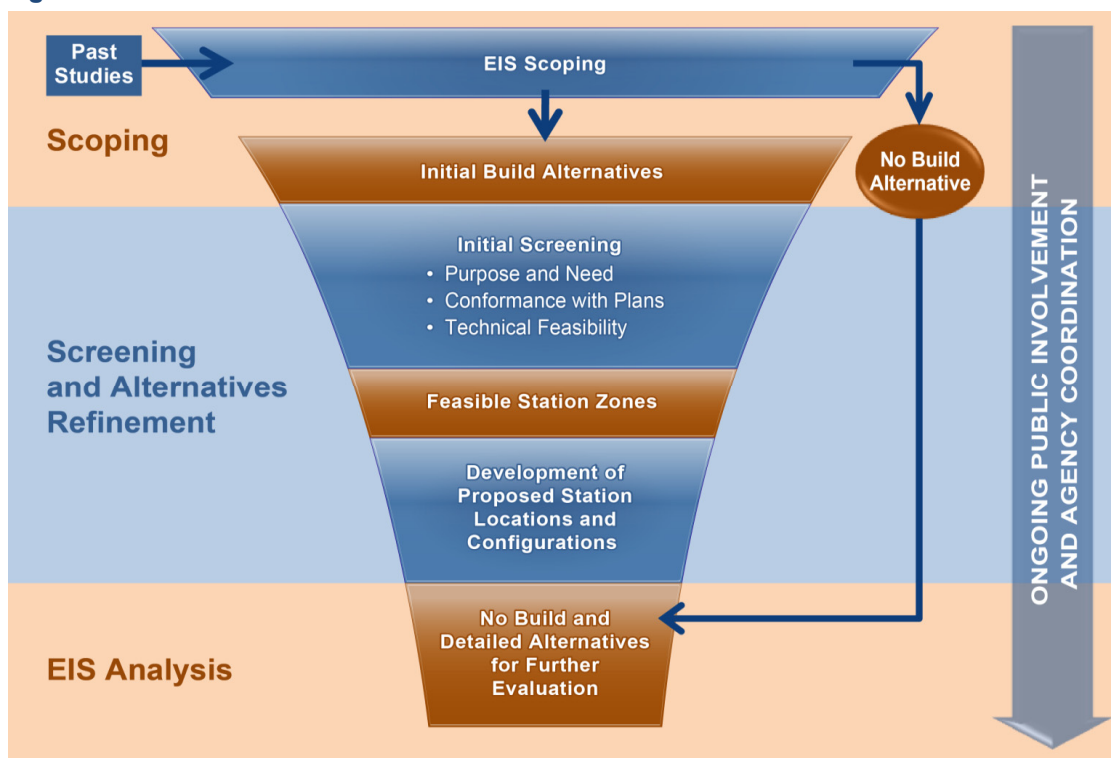 Past
Studies
EIS Scoping
Scoping
Initial Build Alternatives
No Build
Alternative
Initial Screening
• Purpose and Need
• Conformance with Plans
• Technical Feasibility
Screening
and Alternatives
Refinement
Feasible Station Zones
Development of
Proposed Station
Locations and
Configurations
EIS Analysis
No Build and
Detailed Alternatives
for Further
Evaluation
ONGOING PUBLIC INVOLVEMENT
AND AGENCY COORDINATION